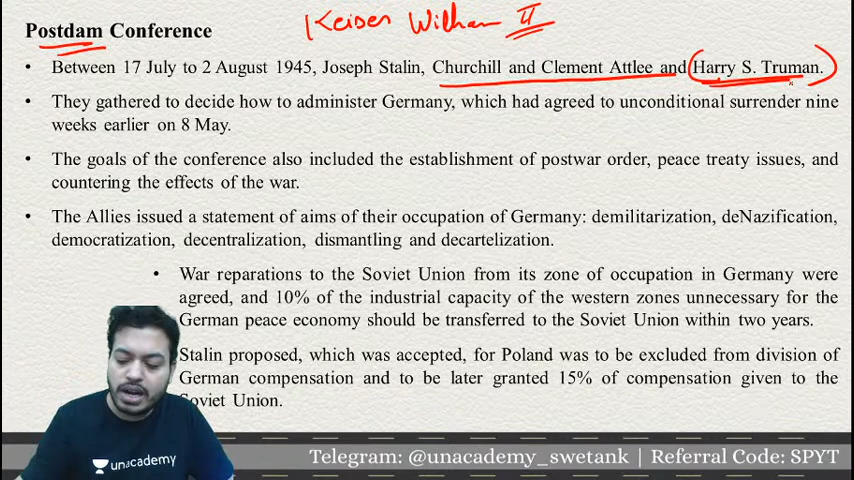 Keiser Wilham II
Postdam Conference
• Between 17 July to 2 August 1945, Joseph Stalin, Churchill and Clement Attlee and Harry S. Truman.
• They gathered to decide how to administer Germany, which had agreed to unconditional surrender nine
weeks earlier on 8 May.
• The goals of the conference also included the establishment of postwar order, peace treaty issues, and
countering the effects of the war.
• The Allies issued a statement of aims of their occupation of Germany: demilitarization, deNazification,
democratization, decentralization, dismantling and decartelization.
• War reparations to the Soviet Union from its zone of occupation in Germany were
agreed, and 10% of the industrial capacity of the western zones unnecessary for the
German peace economy should be transferred to the Soviet Union within two years.
Stalin proposed, which was accepted, for Poland was to be excluded from division of
German compensation and to be later granted 15% of compensation given to the
Soviet Union.
unacademy
Telegram: @unacademy_swetank | Referral Code: SPYT